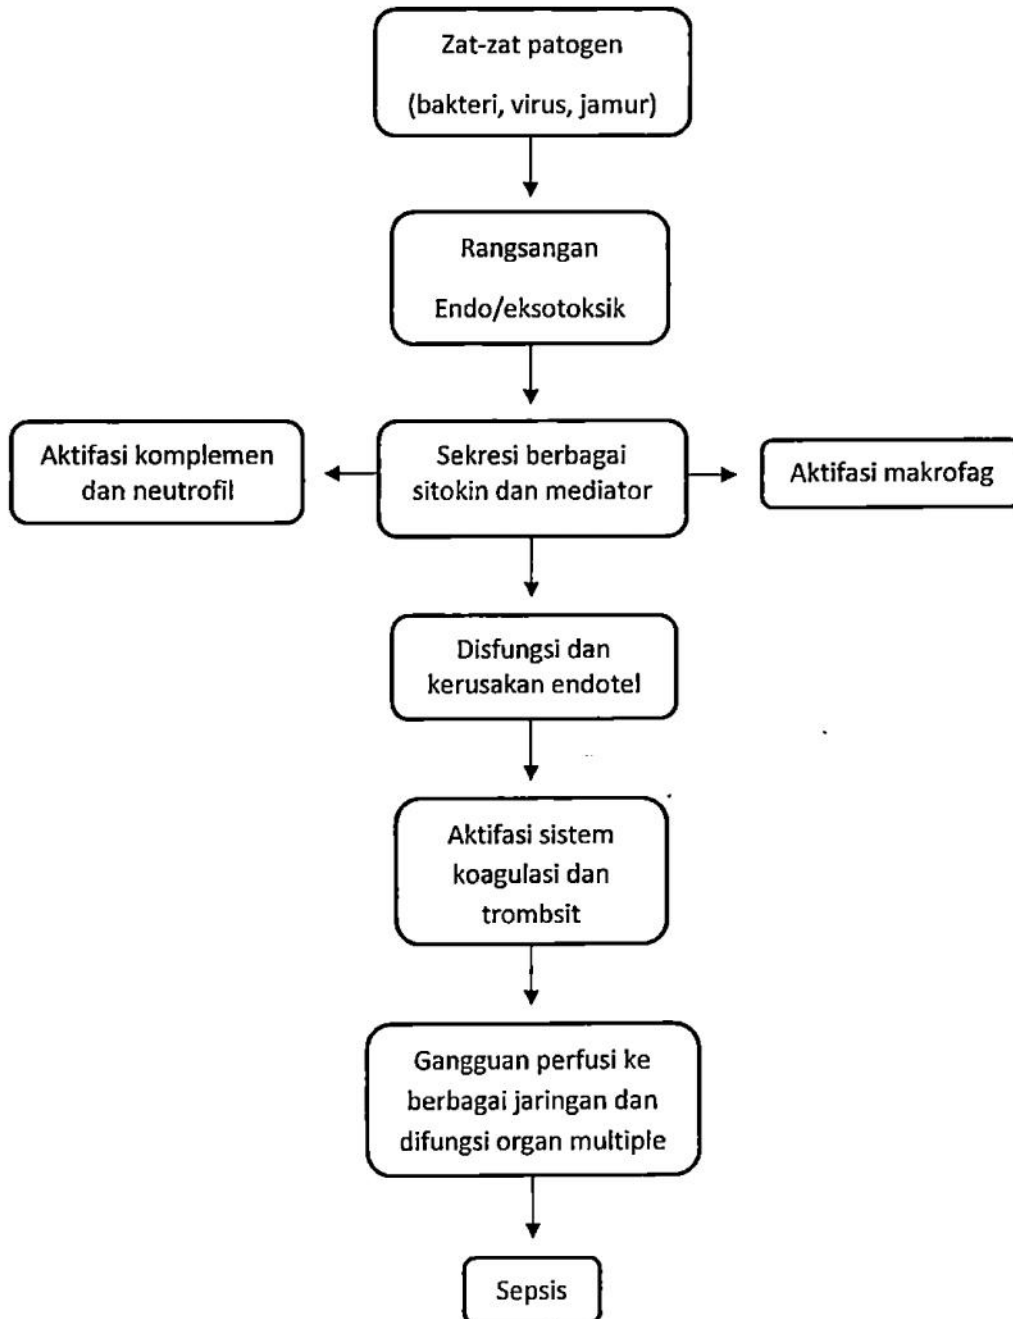 Zat-zat patogen
(bakteri, virus, jamur)
Rangsangan
Endo/eksotoksik
Aktifasi komplemen
dan neutrofil
Sekresi berbagai
sitokin dan mediator
Aktifasi makrofag
Disfungsi dan
kerusakan endotel
Aktifasi sistem
koagulasi dan
trombsit
Gangguan perfusi ke
berbagai jaringan dan
difungsi organ multiple
Sepsis